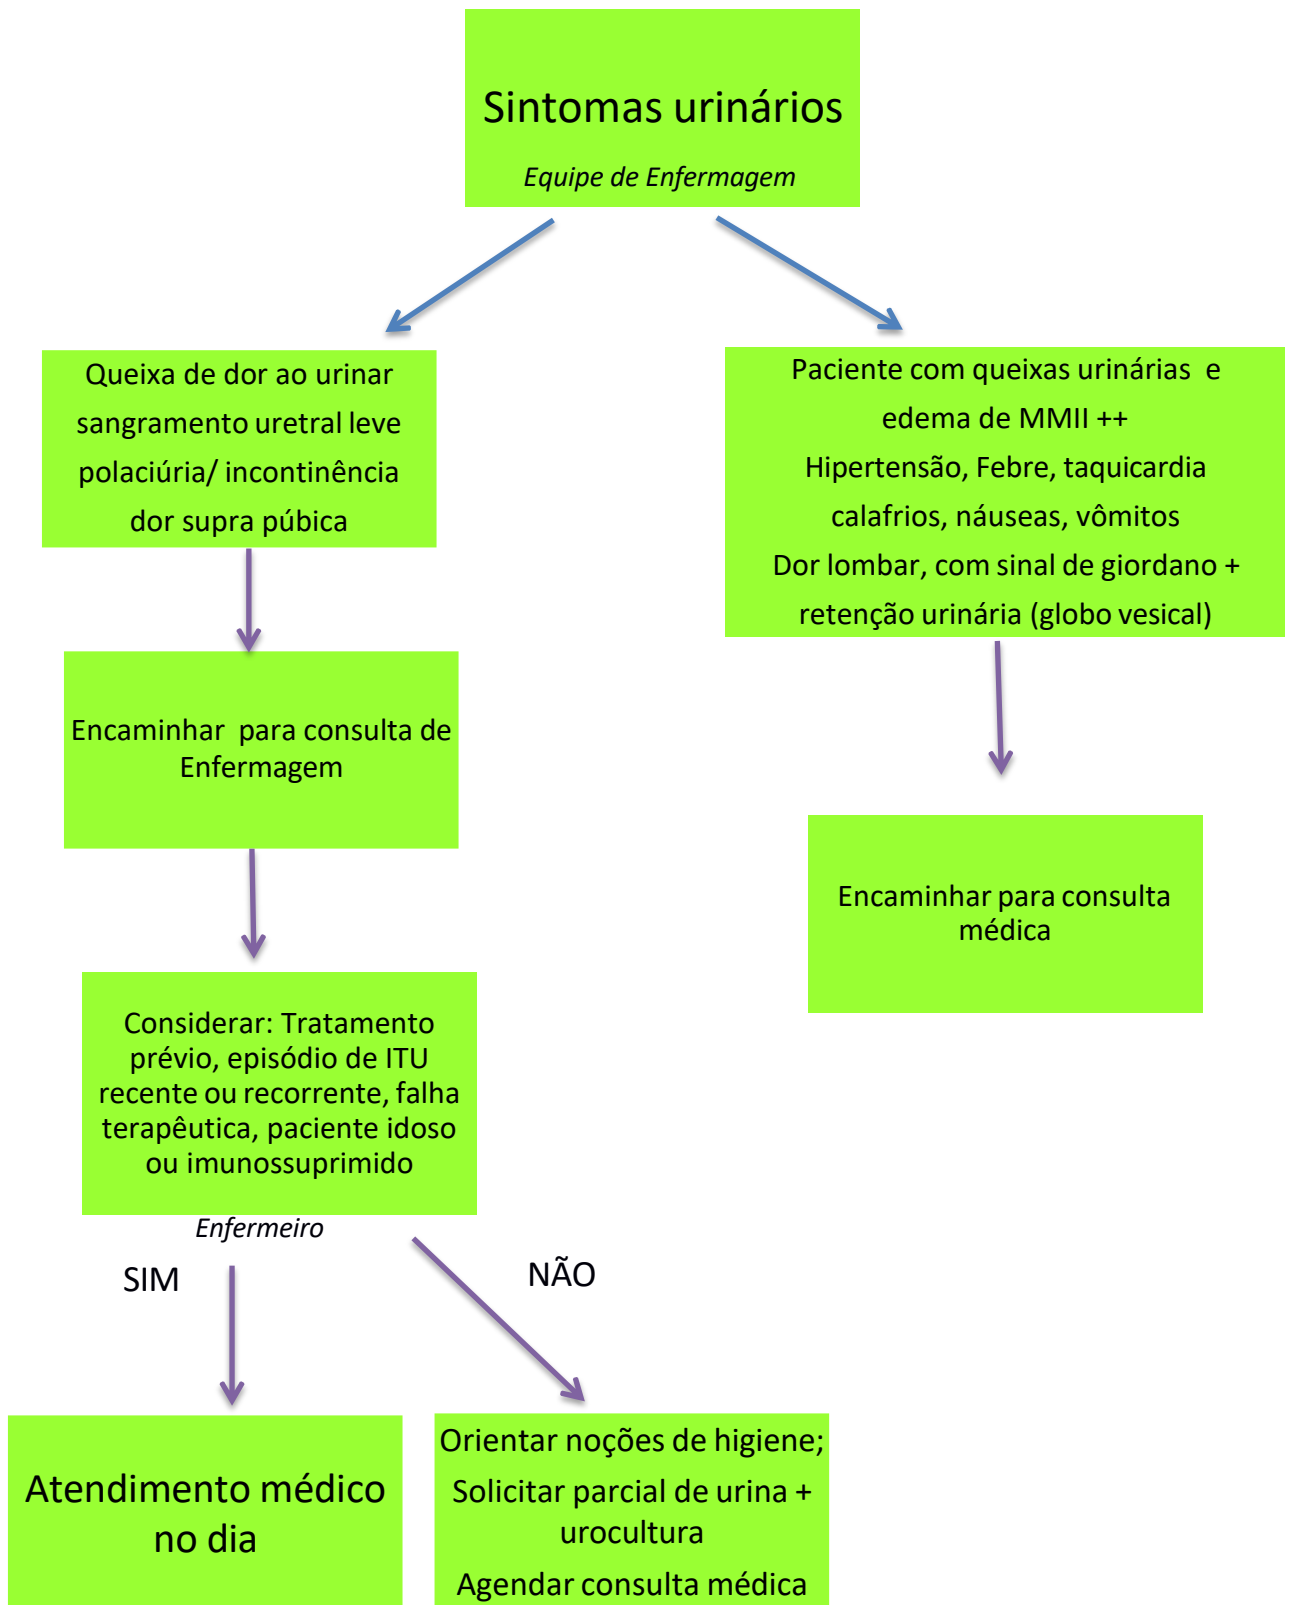 Sintomas urinários
Equipe de Enfermagem
Queixa de dor ao urinar
sangramento uretral leve
polaciúria/ incontinência
dor supra púbica
Paciente com queixas urinárias e
edema de MMII ++
Hipertensão, Febre, taquicardia
calafrios, náuseas, vômitos
Dor lombar, com sinal de giordano +
retenção urinária (globo vesical)
Encaminhar para consulta de
Enfermagem
Encaminhar para consulta
médica
Considerar: Tratamento
prévio, episódio de ITU
recente ou recorrente, falha
terapêutica, paciente idoso
ou imunossuprimido
Enfermeiro
SIM
NÃO
Atendimento médico
no dia
Orientar noções de higiene;
Solicitar parcial de urina +
urocultura
Agendar consulta médica